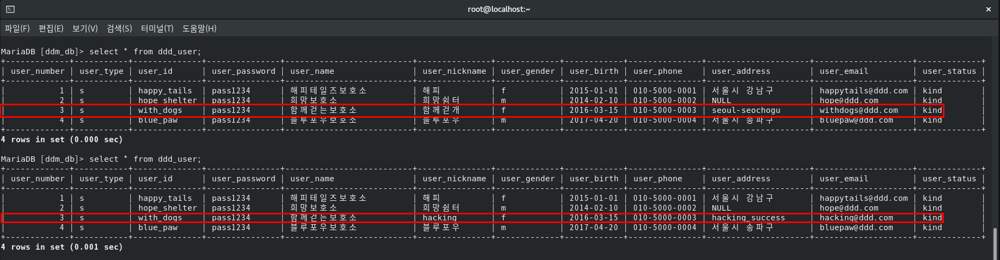 root@localhost:~
파일(F) 편집(E) 보기(V) 검색(S) 터미널(T) 도움말(H)
MariaDB [ddm_db]> select * from ddd_user;
+-------------+-----------+--------------+---------------+--------------------------+---------------+-------------+------------+---------------+---------------------+--------------------+-------------+
| user_number | user_type | user_id      | user_password | user_name                | user_nickname | user_gender | user_birth | user_phone    | user_address        | user_email         | user_status |
+-------------+-----------+--------------+---------------+--------------------------+---------------+-------------+------------+---------------+---------------------+--------------------+-------------+
|           1 | s         | happy_tails  | pass1234      | 해피테일즈보호소         | 해피          | f           | 2015-01-01 | 010-5000-0001 | 서울시 강남구       | happytails@ddd.com | kind        |
|           2 | s         | hope_shelter | pass1234      | 희망보호소               | 희망쉼터      | m           | 2014-02-10 | 010-5000-0002 | NULL                | hope@ddd.com       | kind        |
|           3 | s         | with_dogs    | pass1234      | 함께걷는보호소           | 함께걷개      | f           | 2016-03-15 | 010-5000-0003 | seoul-seochogu      | withdogs@ddd.com   | kind        |
|           4 | s         | blue_paw     | pass1234      | 블루포우보호소           | 블루포우      | m           | 2017-04-20 | 010-5000-0004 | 서울시 송파구       | bluepaw@ddd.com    | kind        |
+-------------+-----------+--------------+---------------+--------------------------+---------------+-------------+------------+---------------+---------------------+--------------------+-------------+
4 rows in set (0.000 sec)
MariaDB [ddm_db]> select * from ddd_user;
+-------------+-----------+--------------+---------------+--------------------------+---------------+-------------+------------+---------------+---------------------+--------------------+-------------+
| user_number | user_type | user_id      | user_password | user_name                | user_nickname | user_gender | user_birth | user_phone    | user_address        | user_email         | user_status |
+-------------+-----------+--------------+---------------+--------------------------+---------------+-------------+------------+---------------+---------------------+--------------------+-------------+
|           1 | s         | happy_tails  | pass1234      | 해피테일즈보호소         | 해피          | f           | 2015-01-01 | 010-5000-0001 | 서울시 강남구       | happytails@ddd.com | kind        |
|           2 | s         | hope_shelter | pass1234      | 희망보호소               | 희망쉼터      | m           | 2014-02-10 | 010-5000-0002 | NULL                | hope@ddd.com       | kind        |
|           3 | s         | with_dogs    | pass1234      | 함께걷는보호소           | hacking       | f           | 2016-03-15 | 010-5000-0003 | hacking_success     | hacking@ddd.com    | kind        |
|           4 | s         | blue_paw     | pass1234      | 블루포우보호소           | 블루포우      | m           | 2017-04-20 | 010-5000-0004 | 서울시 송파구       | bluepaw@ddd.com    | kind        |
+-------------+-----------+--------------+---------------+--------------------------+---------------+-------------+------------+---------------+---------------------+--------------------+-------------+
4 rows in set (0.001 sec)